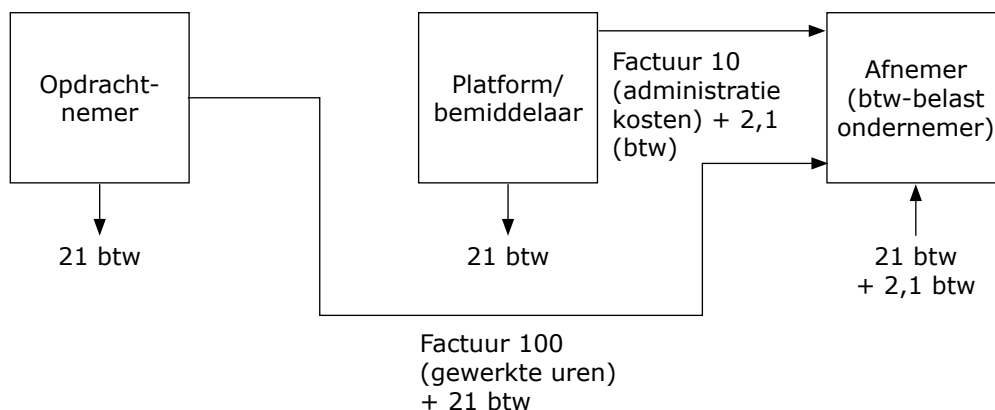 Opdracht-
nemer
Platform/
bemiddelaar
Factuur 10
(administratie
kosten) + 2,1
(btw)
Afnemer
(btw-belast
ondernemer)
21 btw
21 btw
21 btw
+ 2,1 btw
Factuur 100
(gewerkte uren)
+ 21 btw